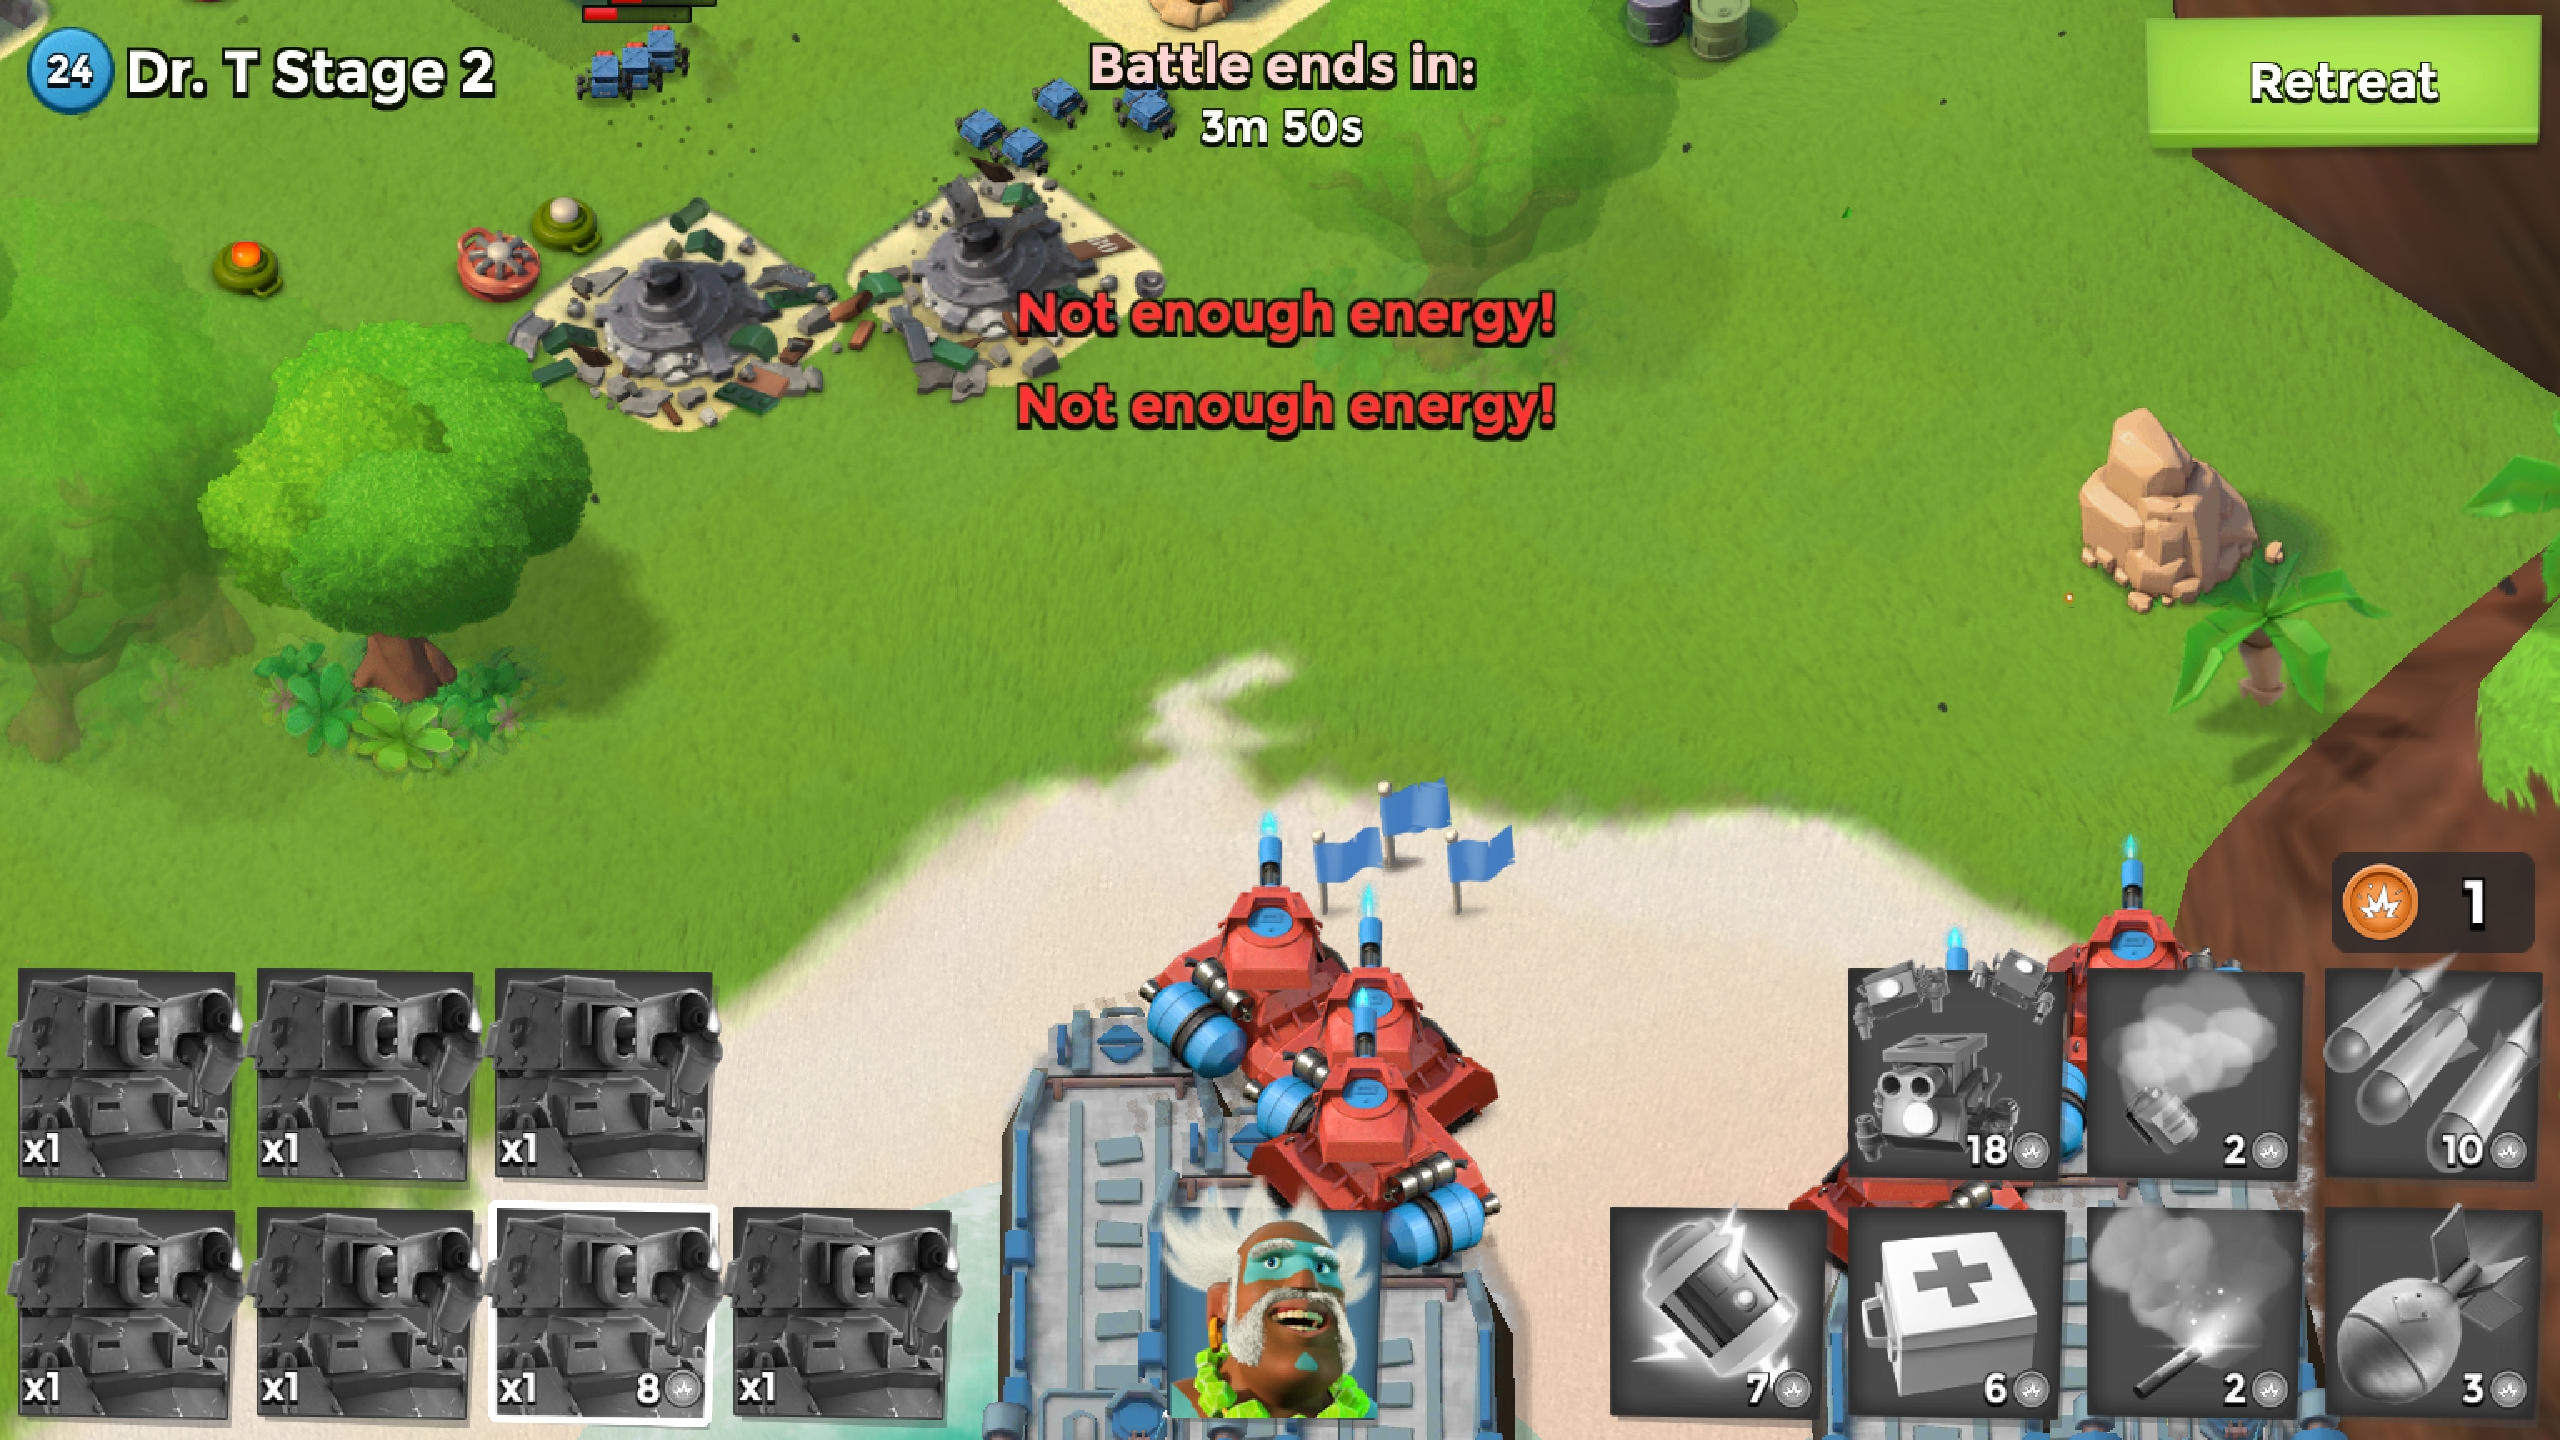 24 Dr. T Stage 2
Battle ends in:
3m 50s
Retreat
Not enough energy!
Not enough energy!
1
x1 x1 x1
18 2 10
x1 x1 x1 8 x1
7 6 2 3